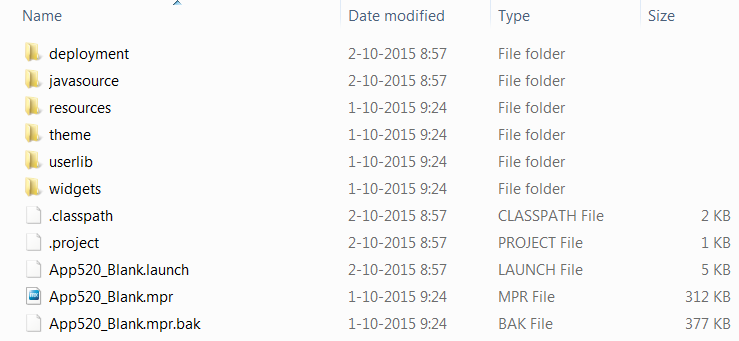 Name Date modified Type Size
deployment 2-10-2015 8:57 File folder
javasource 2-10-2015 8:57 File folder
resources 1-10-2015 9:24 File folder
theme 1-10-2015 9:24 File folder
userlib 1-10-2015 9:24 File folder
widgets 1-10-2015 9:24 File folder
.classpath 2-10-2015 8:57 CLASSPATH File 2 KB
.project 2-10-2015 8:57 PROJECT File 1 KB
App520_Blank.launch 2-10-2015 8:57 LAUNCH File 5 KB
App520_Blank.mpr 1-10-2015 9:24 MPR File 312 KB
App520_Blank.mpr.bak 1-10-2015 9:24 BAK File 377 KB